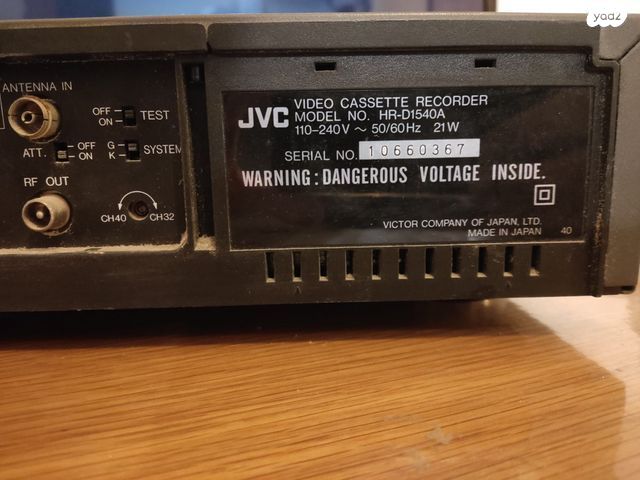 yad2
ANTENNA IN
OFF
ON
TEST
ATT.
OFF
ON
G
K
SYSTEM
RF OUT
CH40
CH32
JVC
VIDEO CASSETTE RECORDER
MODEL NO. HR-D1540A
110-240V ~ 50/60Hz 21W
SERIAL NO. 10660367
WARNING: DANGEROUS VOLTAGE INSIDE.
VICTOR COMPANY OF JAPAN, LTD.
MADE IN JAPAN 40